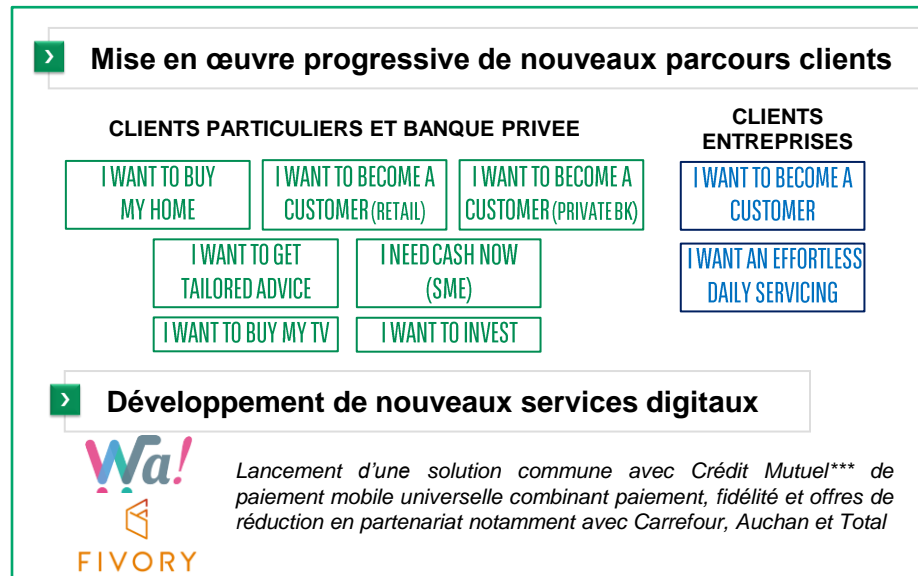 Mise en œuvre progressive de nouveaux parcours clients
CLIENTS PARTICULIERS ET BANQUE PRIVEE
CLIENTS
ENTREPRISES
I WANT TO BUY
MY HOME
I WANT TO BECOME A
CUSTOMER (RETAIL)
I WANT TO BECOME A
CUSTOMER (PRIVATE BK)
I WANT TO BECOME A
CUSTOMER
I WANT TO GET
TAILORED ADVICE
I NEED CASH NOW
(SME)
I WANT AN EFFORTLESS
DAILY SERVICING
I WANT TO BUY MY TV
I WANT TO INVEST
Développement de nouveaux services digitaux
Wa!
FIVORY
Lancement d’une solution commune avec Crédit Mutuel*** de
paiement mobile universelle combinant paiement, fidélité et offres de
réduction en partenariat notamment avec Carrefour, Auchan et Total